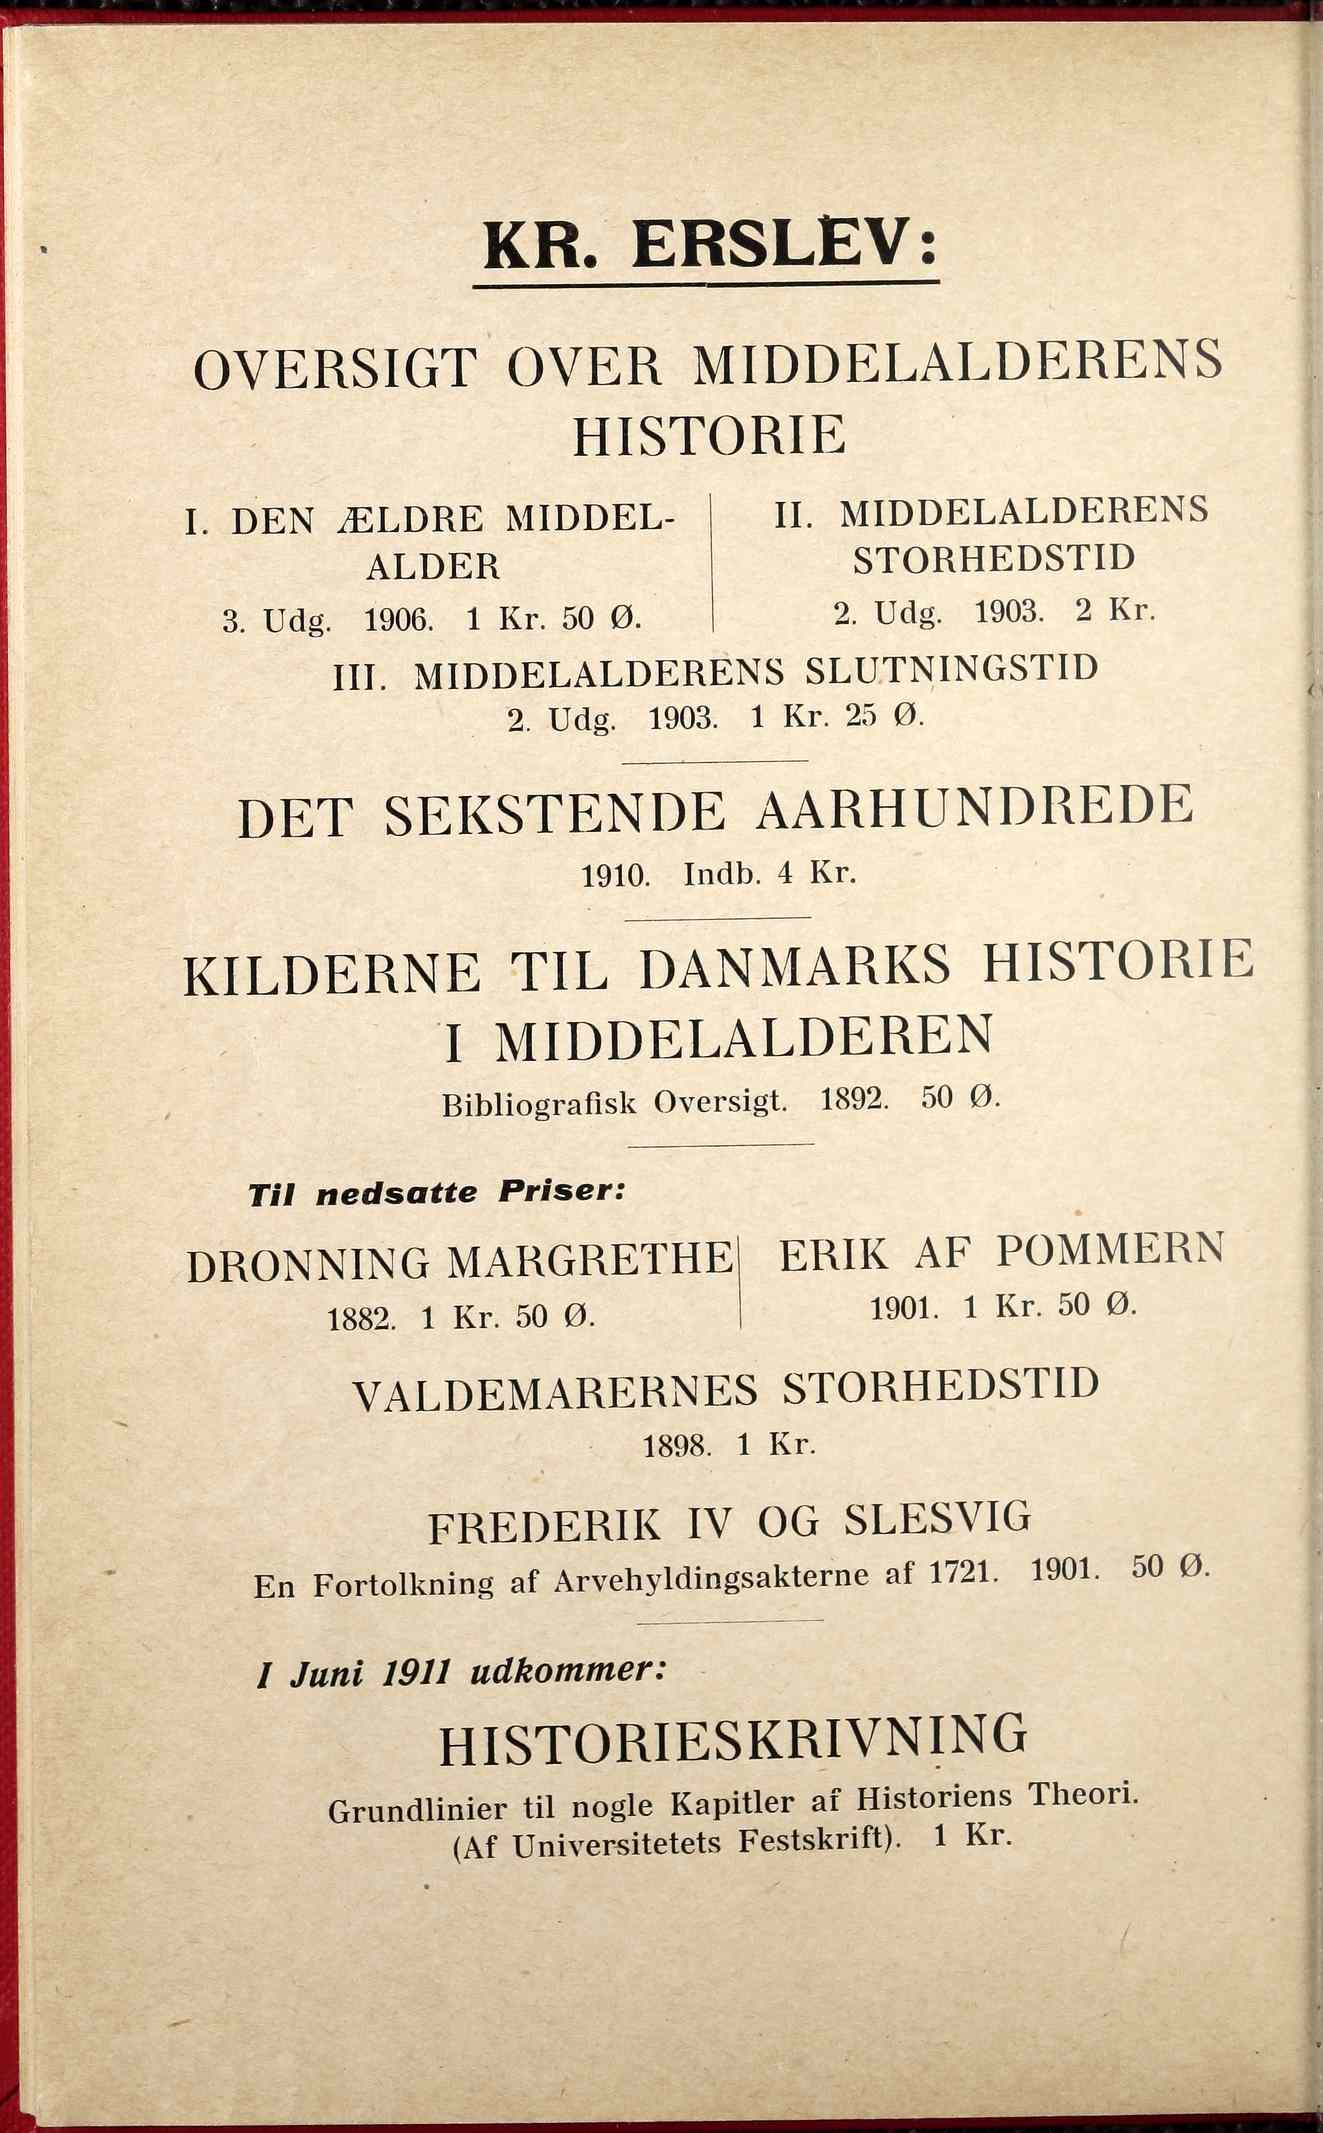 KR. ERSLEV:
OVERSIGT OVER MIDDELALDERENS
HISTORIE
I. DEN ÆLDRE MIDDEL-
ALDER
3. Udg. 1906. 1 Kr. 50 Ø.
II. MIDDELALDERENS
STORHEDSTID
2. Udg. 1903. 2 Kr.
III. MIDDELALDERENS SLUTNINGSTID
2. Udg. 1903. 1 Kr. 25 Ø.
DET SEKSTENDE AARHUNDREDE
1910. Indb. 4 Kr.
KILDERNE TIL DANMARKS HISTORIE
I MIDDELALDEREN
Bibliografisk Oversigt. 1892. 50 Ø.
Til nedsatte Priser:
DRONNING MARGRETHE
1882. 1 Kr. 50 Ø.
ERIK AF POMMERN
1901. 1 Kr. 50 Ø.
VALDEMARERNES STORHEDSTID
1898. 1 Kr.
FREDERIK IV OG SLESVIG
En Fortolkning af Arvehyldingsakterne af 1721. 1901. 50 Ø.
I Juni 1911 udkommer:
HISTORIESKRIVNING
Grundlinier til nogle Kapitler af Historiens Theori.
(Af Universitetets Festskrift). 1 Kr.